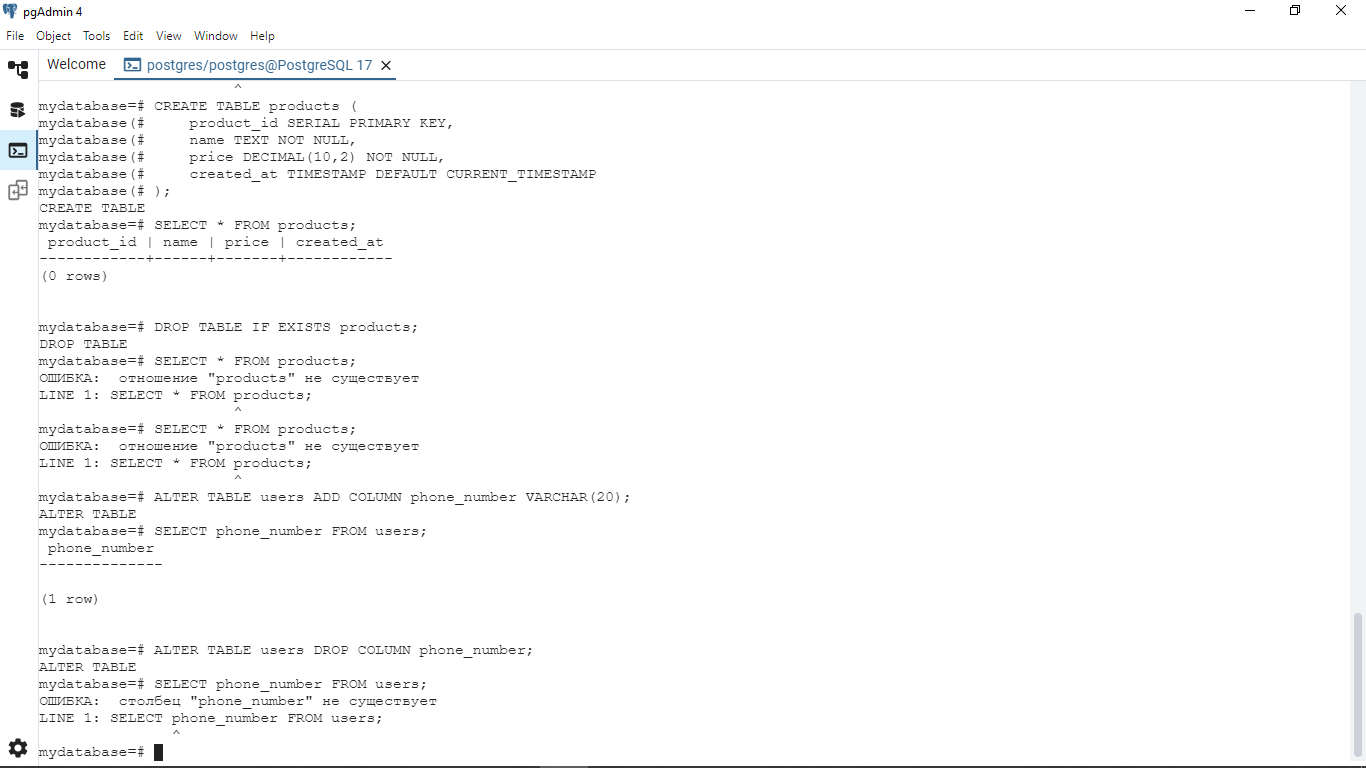 pgAdmin 4
File Object Tools Edit View Window Help
Welcome postgres/postgres@PostgreSQL 17
^
mydatabase=# CREATE TABLE products (
mydatabase(#     product_id SERIAL PRIMARY KEY,
mydatabase(#     name TEXT NOT NULL,
mydatabase(#     price DECIMAL(10,2) NOT NULL,
mydatabase(#     created_at TIMESTAMP DEFAULT CURRENT_TIMESTAMP
mydatabase(# );
CREATE TABLE
mydatabase=# SELECT * FROM products;
 product_id | name | price | created_at
------------+------+-------+------------
(0 rows)
mydatabase=# DROP TABLE IF EXISTS products;
DROP TABLE
mydatabase=# SELECT * FROM products;
ОШИБКА:  отношение "products" не существует
LINE 1: SELECT * FROM products;
^
mydatabase=# SELECT * FROM products;
ОШИБКА:  отношение "products" не существует
LINE 1: SELECT * FROM products;
^
mydatabase=# ALTER TABLE users ADD COLUMN phone_number VARCHAR(20);
ALTER TABLE
mydatabase=# SELECT phone_number FROM users;
 phone_number
--------------
(1 row)
mydatabase=# ALTER TABLE users DROP COLUMN phone_number;
ALTER TABLE
mydatabase=# SELECT phone_number FROM users;
ОШИБКА:  столбец "phone_number" не существует
LINE 1: SELECT phone_number FROM users;
^
mydatabase=#